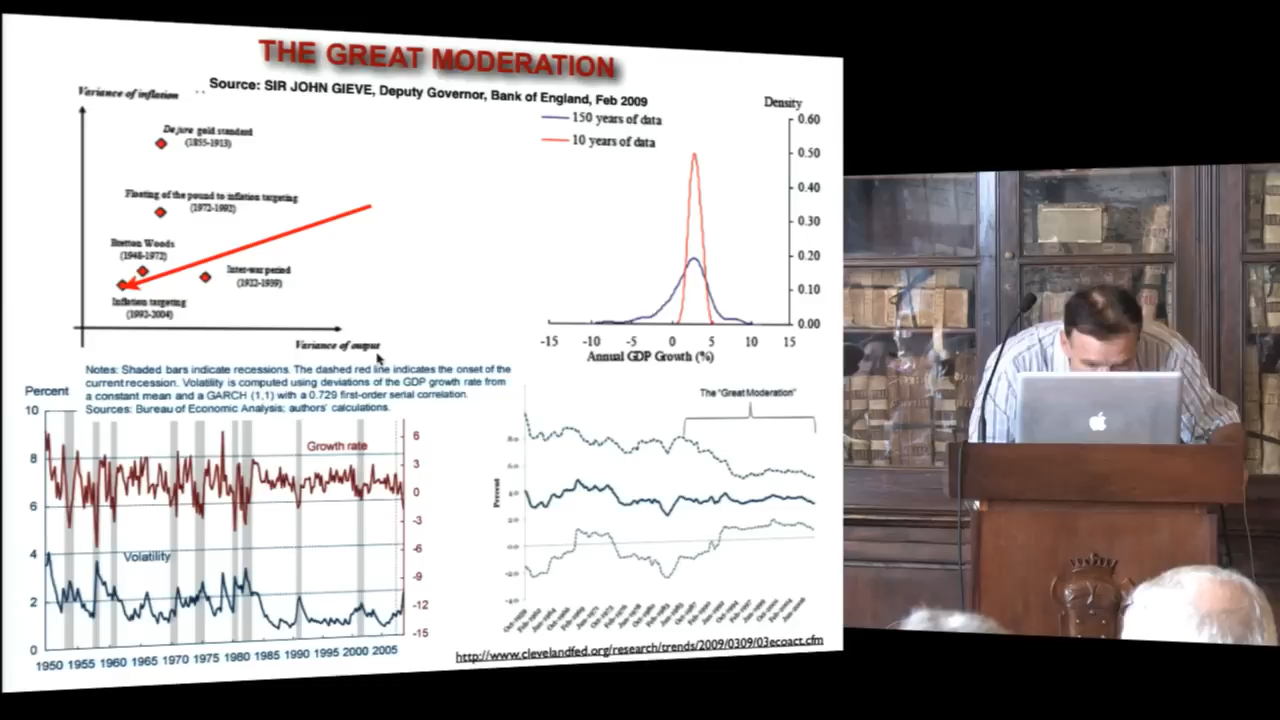 THE GREAT MODERATION
Source: SIR JOHN GIEVE, Deputy Governor, Bank of England, Feb 2009
Variance of inflation
De jure gold standard
(1855-1913)
Floating of the pound to inflation targeting
(1972-1992)
Bretton Woods
(1948-1972)
Inter-war period
(1922-1939)
Inflation targeting
(1992-2004)
Variance of output
Density
150 years of data
10 years of data
0.60
0.50
0.40
0.30
0.20
0.10
0.00
-15 -10 -5 0 5 10 15
Annual GDP Growth (%)
Notes: Shaded bars indicate recessions. The dashed red line indicates the onset of the
current recession. Volatility is computed using deviations of the GDP growth rate from
a constant mean and a GARCH (1,1) with a 0.729 first-order serial correlation.
Sources: Bureau of Economic Analysis; authors' calculations.
Percent
10
8
6
4
2
0
Growth rate
Volatility
6
3
0
-3
-6
-9
-12
-15
1950 1955 1960 1965 1970 1975 1980 1985 1990 1995 2000 2005
The "Great Moderation"
Percent
http://www.clevelandfed.org/research/trends/2009/0309/03ecoact.cfm